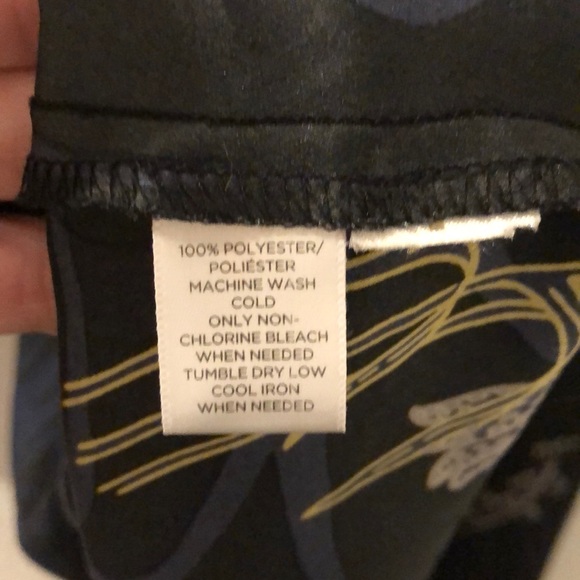 100% POLYESTER/
POLIÉSTER
MACHINE WASH
COLD
ONLY NON-
CHLORINE BLEACH
WHEN NEEDED
TUMBLE DRY LOW
COOL IRON
WHEN NEEDED